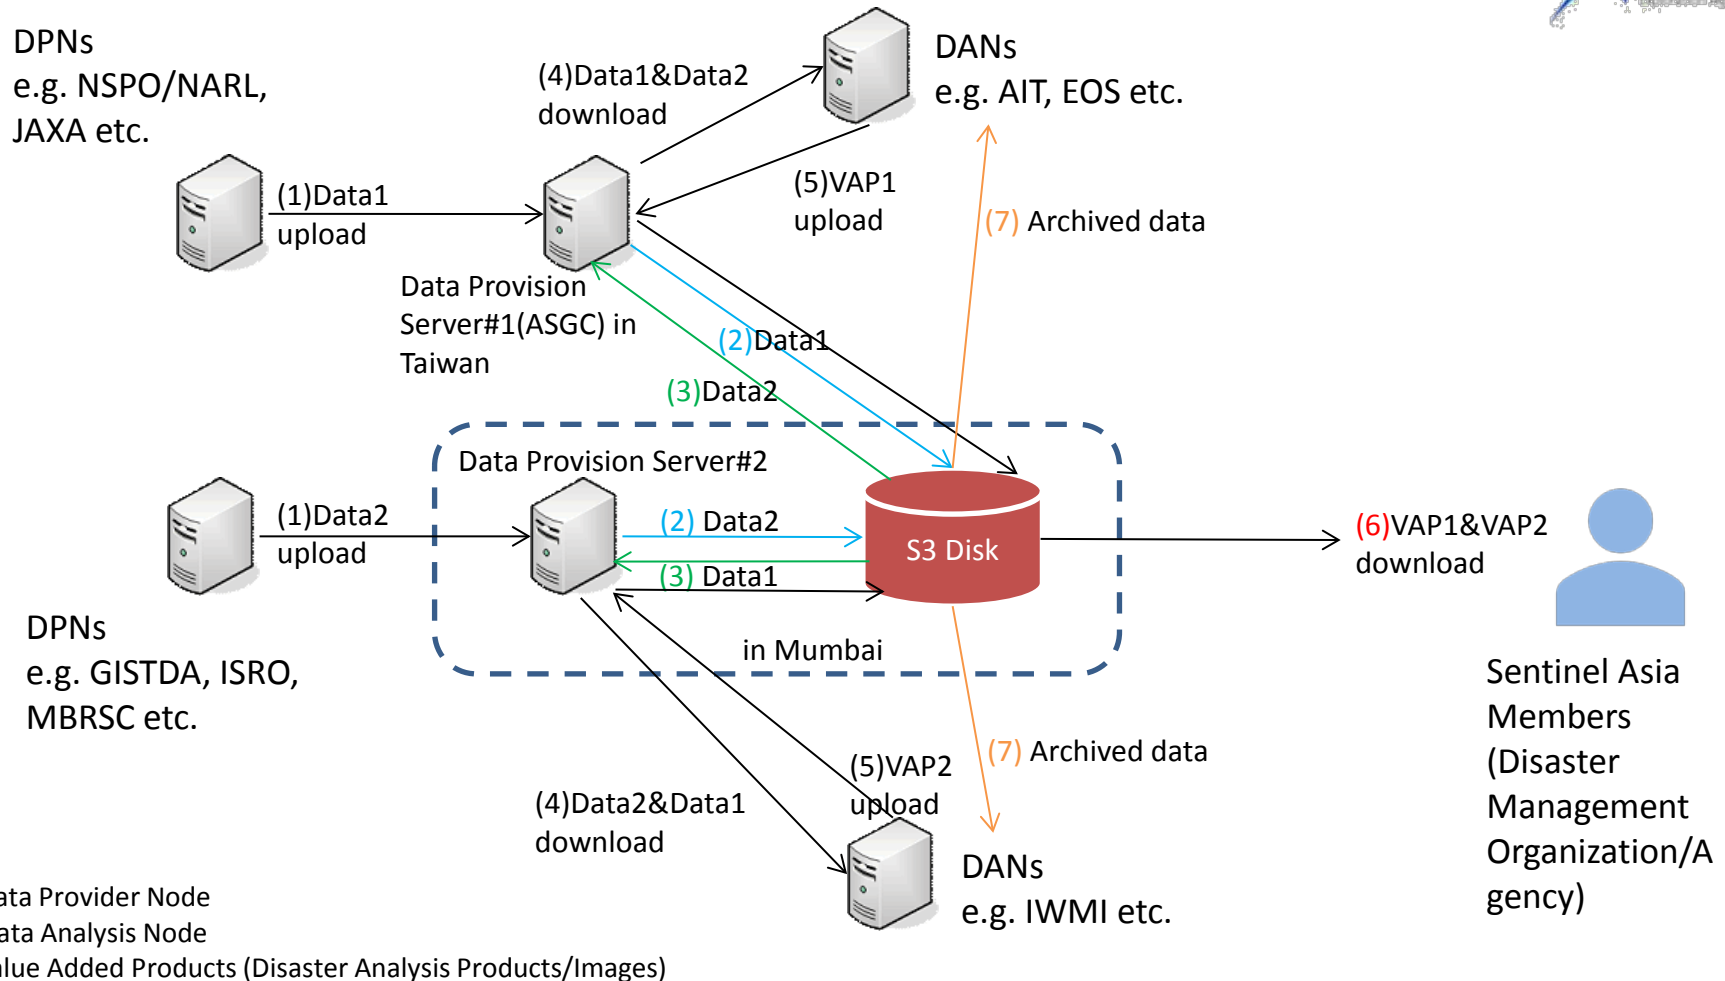 DPNs
e.g. NSPO/NARL,
JAXA etc.
(1)Data1
upload
(4)Data1&Data2
download
DANs
e.g. AIT, EOS etc.
(5)VAP1
upload
(7) Archived data
Data Provision
Server#1(ASGC) in
Taiwan
(2)Data1
(3)Data2
Data Provision Server#2
(1)Data2
upload
(2) Data2
(3) Data1
S3 Disk
in Mumbai
(6)VAP1&VAP2
download
DPNs
e.g. GISTDA, ISRO,
MBRSC etc.
Sentinel Asia
Members
(Disaster
Management
Organization/A
gency)
(4)Data2&Data1
download
(5)VAP2
upload
(7) Archived data
DANs
e.g. IWMI etc.
ata Provider Node
ata Analysis Node
alue Added Products (Disaster Analysis Products/Images)